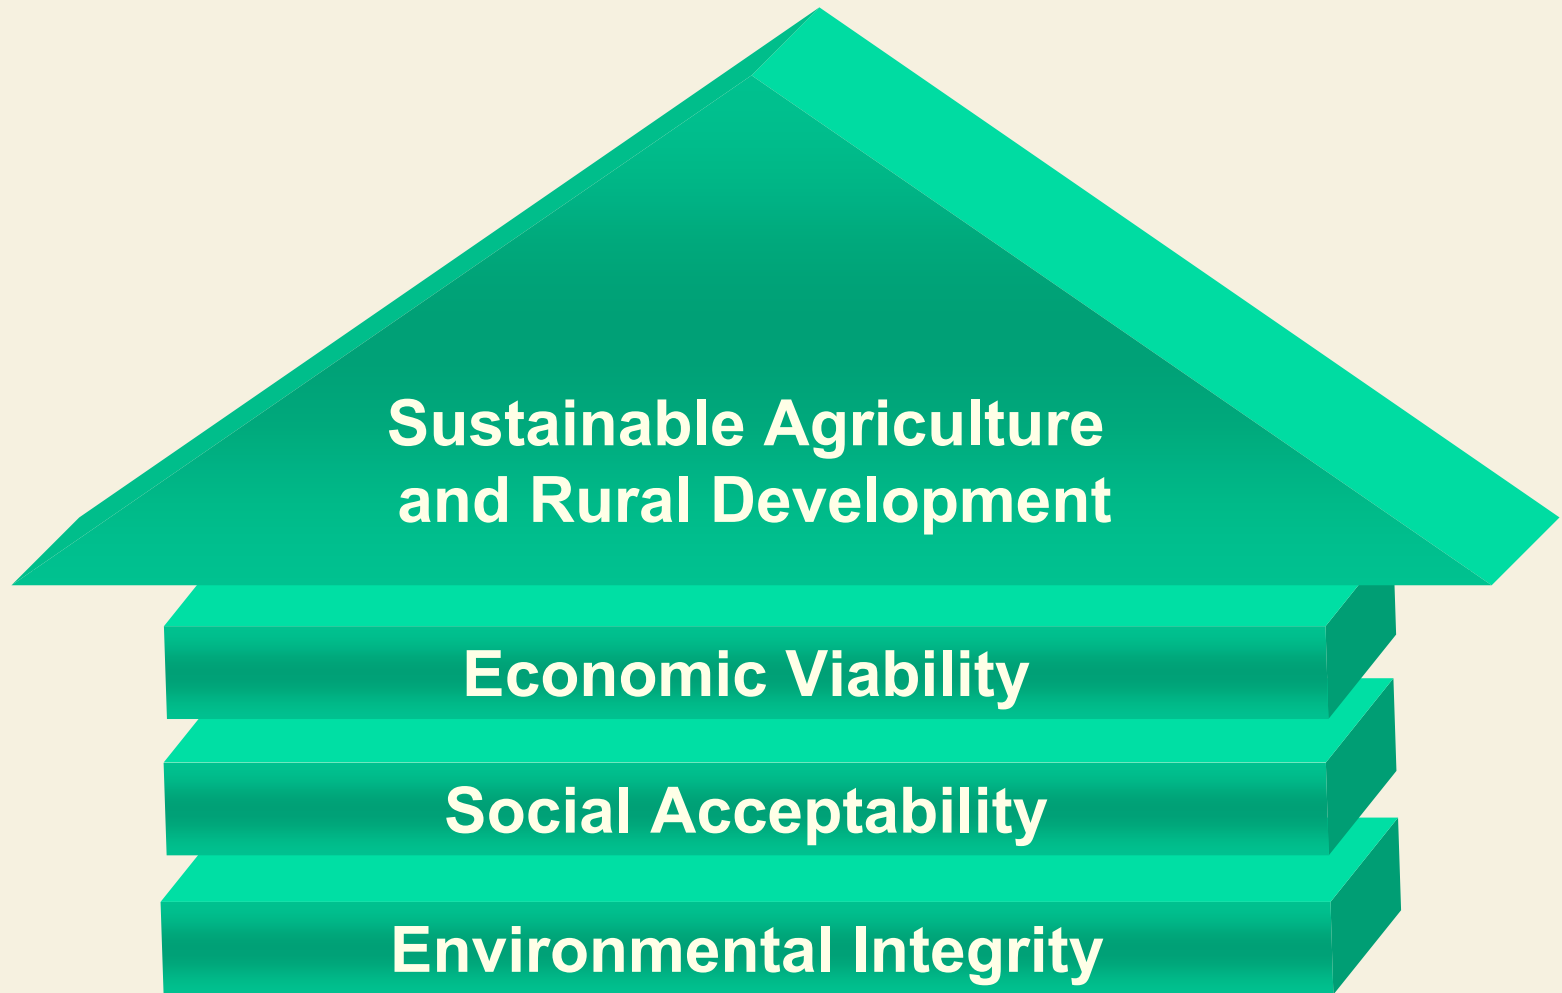 Sustainable Agriculture
and Rural Development
Economic Viability
Social Acceptability
Environmental Integrity